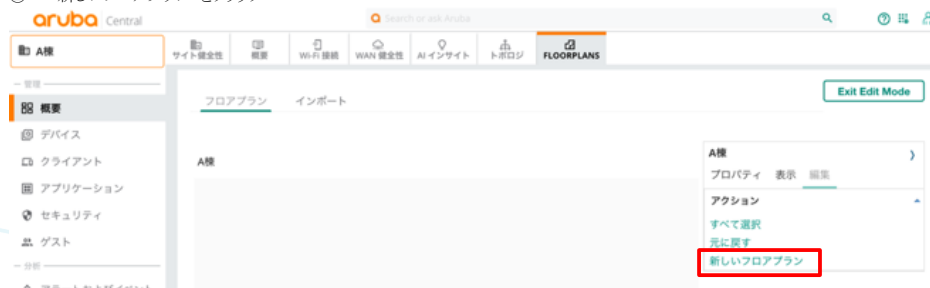 aruba Central
Search or ask Aruba
A棟
サイト健全性 概要 Wi-Fi 接続 WAN 健全性 AI インサイト トポロジ FLOORPLANS
管理
概要
フロアプラン インポート
Exit Edit Mode
デバイス
クライアント
アプリケーション
セキュリティ
ゲスト
分析
A棟
A棟
プロパティ 表示 編集
アクション
すべて選択
元に戻す
新しいフロアプラン